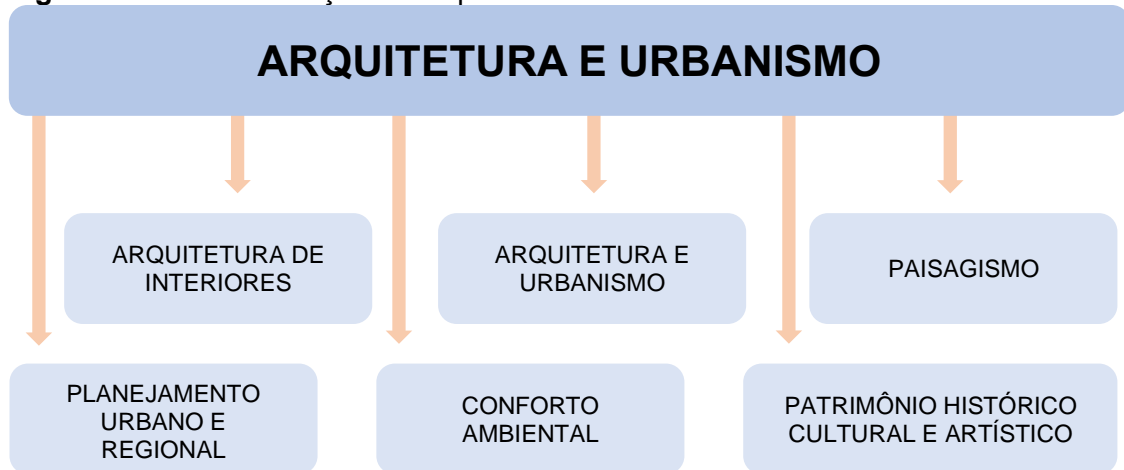 ARQUITETURA E URBANISMO
ARQUITETURA DE
INTERIORES
ARQUITETURA E
URBANISMO
PAISAGISMO
PLANEJAMENTO
URBANO E
REGIONAL
CONFORTO
AMBIENTAL
PATRIMÔNIO HISTÓRICO
CULTURAL E ARTÍSTICO